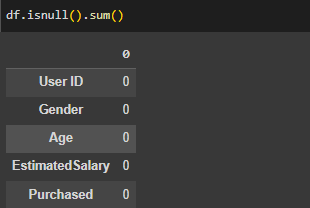 df.isnull().sum()
0
User ID 0
Gender 0
Age 0
EstimatedSalary 0
Purchased 0